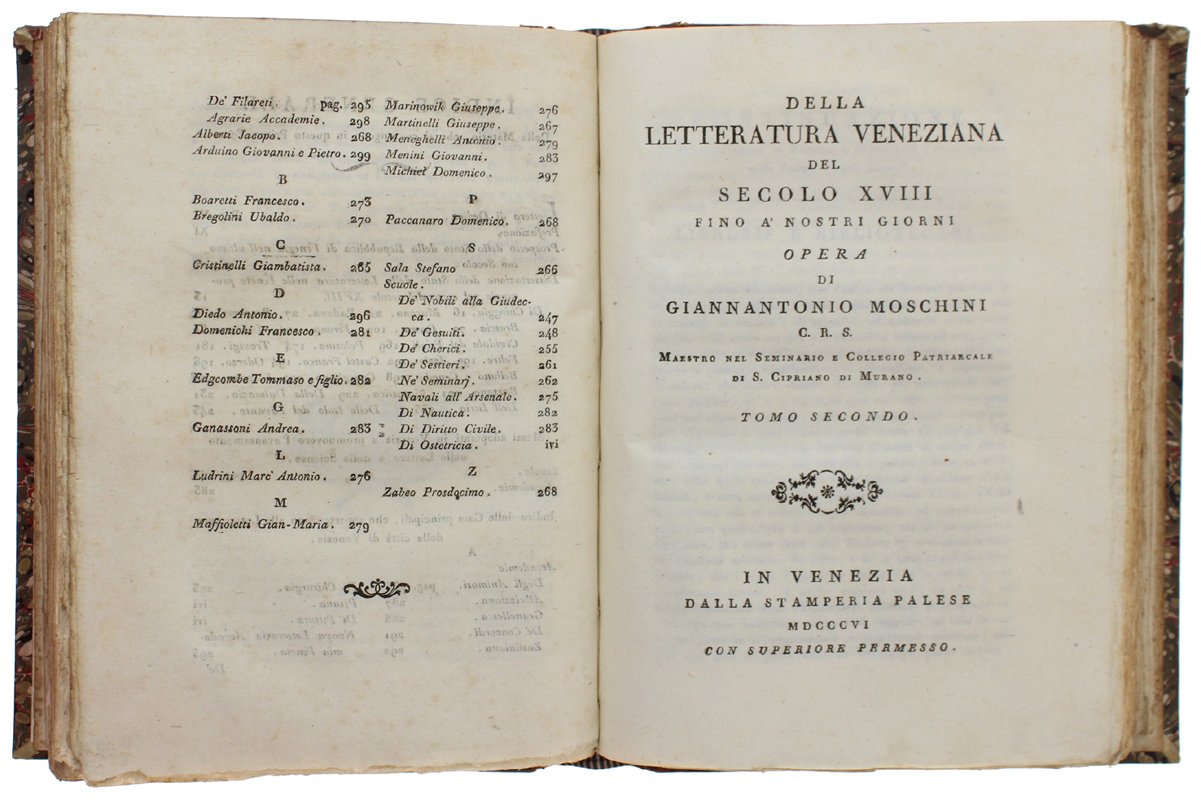 De' Filareti. pag. 293
Agrarie Accademie. 298
Alberti Jacopo. 268
Arduino Giovanni e Pietro. 299
B
Boaretti Francesco. 273
Bregolini Ubaldo. 270
C
Cristinelli Giambatista. 265
D
Diedo Antonio. 296
Domenichi Francesco. 281
E
Edgcombe Tommaso e figlio. 282
G
Ganassoni Andrea. 283
L
Ludrini Marc' Antonio. 276
M
Maffioletti Gian-Maria. 279
Marinowik Giuseppe. 276
Martinelli Giuseppe. 267
Meneghelli Antonio. 279
Menini Giovanni. 283
Michiel Domenico. 297
P
Paccanaro Domenico. 268
S
Sala Stefano 266
Scuole.
De' Nobili alla Giudec-
ca. 247
De' Gesuiti. 248
De' Cherici. 255
De' Sestieri. 261
Ne' Seminarj. 262
Navali all' Arsenale. 275
Di Nautica. 282
Di Diritto Civile. 283
Di Ostetricia. ivi
Z
Zabeo Prosdocimo. 268
DELLA
LETTERATURA VENEZIANA
DEL
SECOLO XVIII
FINO A' NOSTRI GIORNI
OPERA
DI
GIANNANTONIO MOSCHINI
C. R. S.
MAESTRO NEL SEMINARIO E COLLEGIO PATRIARCALE
DI S. CIPRIANO DI MURANO.
TOMO SECONDO.
IN VENEZIA
DALLA STAMPERIA PALESE
MDCCCVI
CON SUPERIORE PERMESSO.